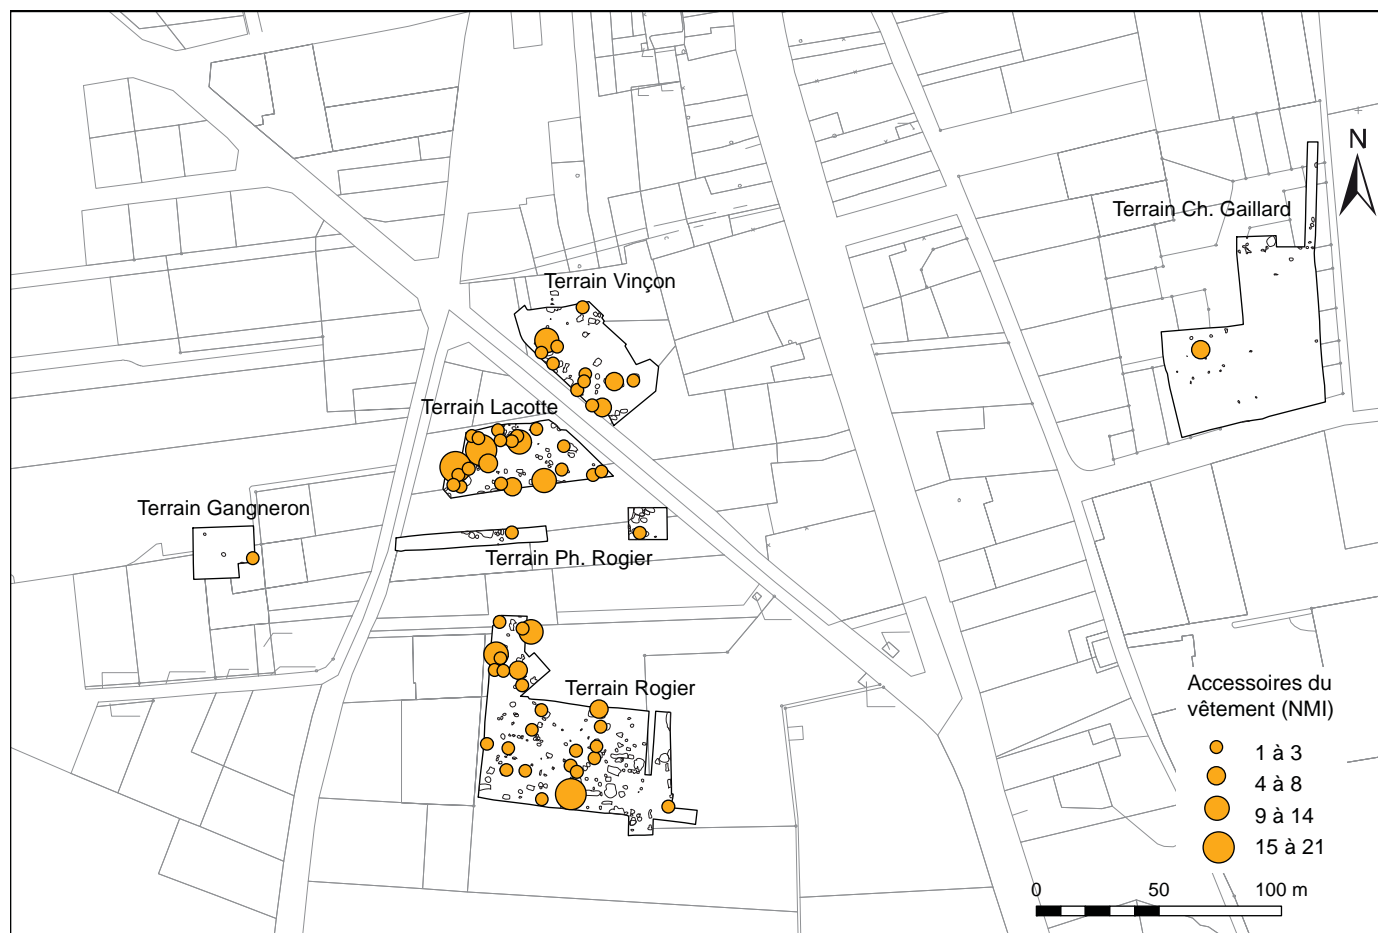 N
Terrain Ch. Gaillard
Terrain Vinçon
Terrain Lacotte
Terrain Gangneron
Terrain Ph. Rogier
Terrain Rogier
Accessoires du
vêtement (NMI)
1 à 3
4 à 8
9 à 14
15 à 21
0 50 100 m